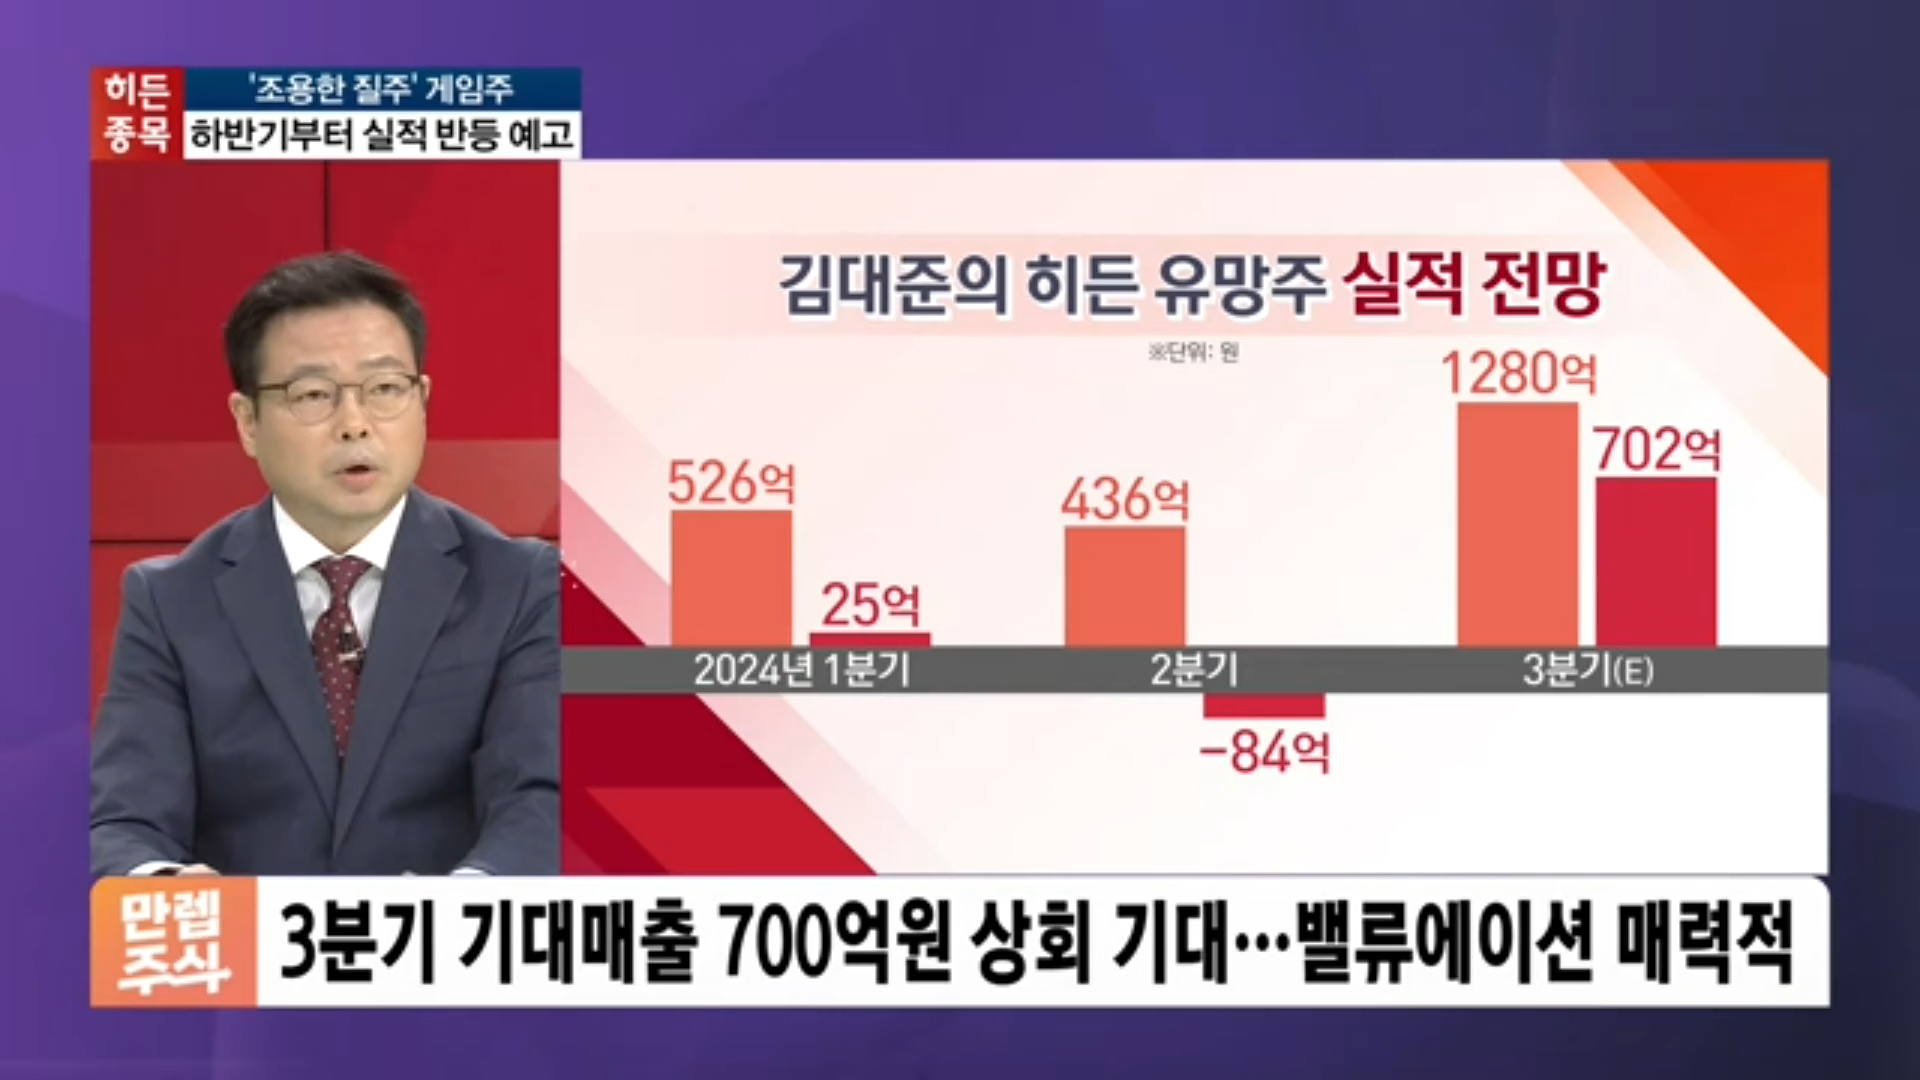 히든
종목
'조용한 질주' 게임주
하반기부터 실적 반등 예고
김대준의 히든 유망주 실적 전망
※단위: 원
526억
25억
436억
-84억
1280억
702억
2024년 1분기
2분기
3분기(E)
만렙
주식
3분기 기대매출 700억원 상회 기대…밸류에이션 매력적